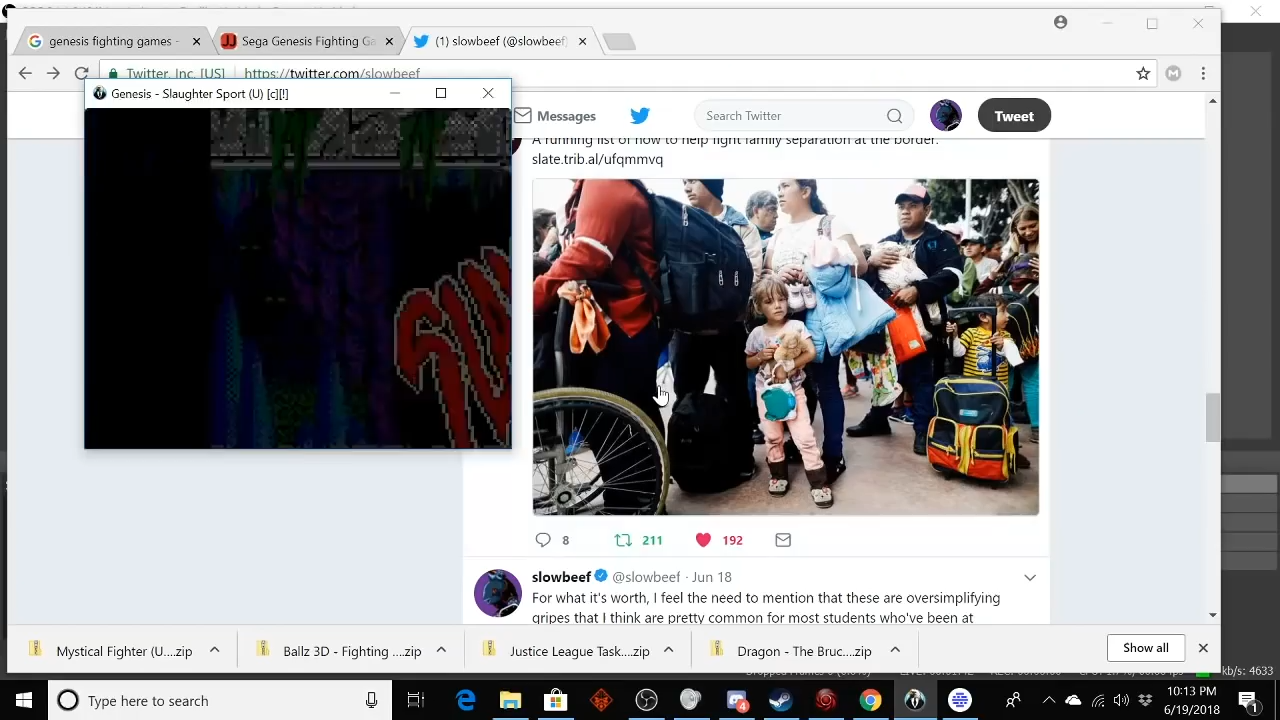 genesis fighting games -
Sega Genesis Fighting Ga
(1) slowbeef (@slowbeef)
Twitter, Inc. [US]
https://twitter.com/slowbeef
M
Genesis - Slaughter Sport (U) [c][!]
Messages
Search Twitter
Tweet
A running list of how to help fight family separation at the border.
slate.trib.al/ufqmmvq
8
211
192
slowbeef @slowbeef · Jun 18
For what it's worth, I feel the need to mention that these are oversimplifying
gripes that I think are pretty common for most students who've been at
Mystical Fighter (U....zip
Ballz 3D - Fighting ....zip
Justice League Task....zip
Dragon - The Bruc....zip
Show all
kb/s: 4633
Type here to search
4
10:13 PM
6/19/2018
1